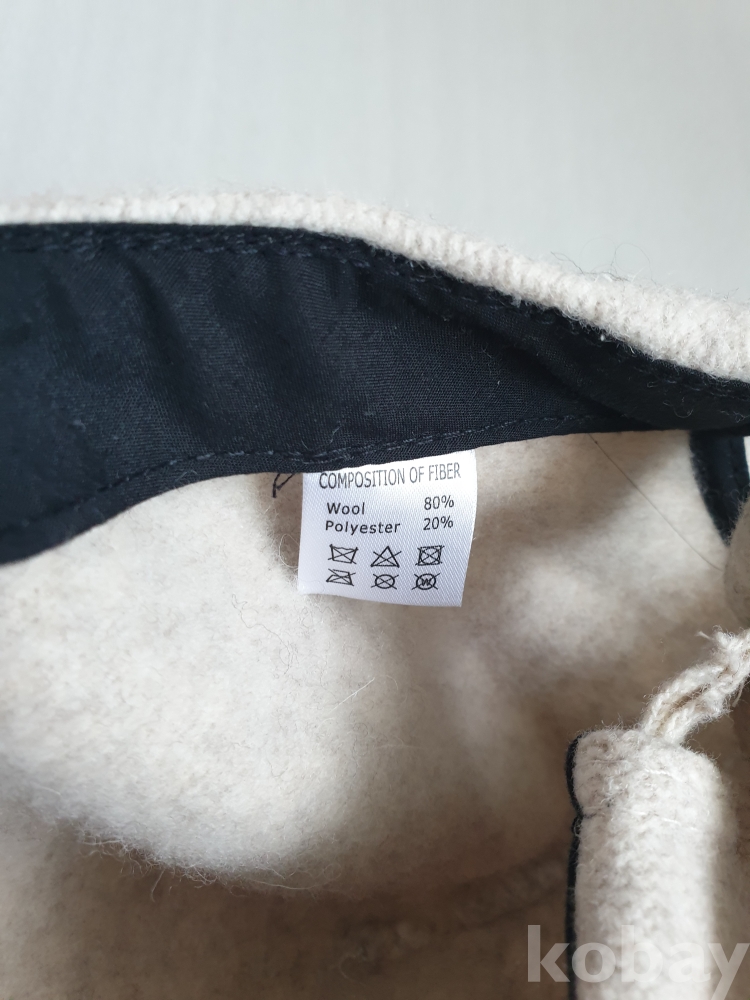 COMPOSITION OF FIBER
Wool 80%
Polyester 20%
W
kobay